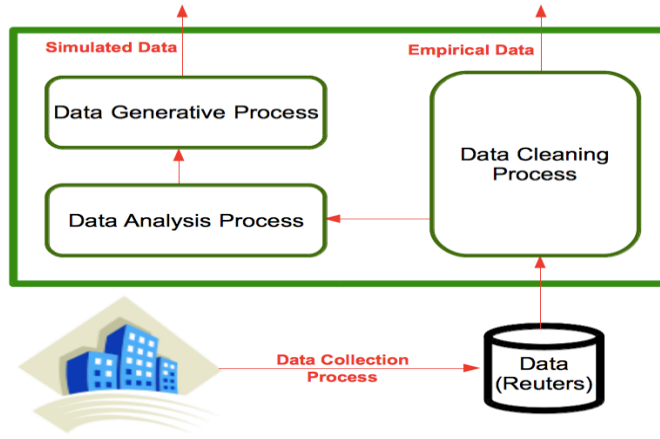 Simulated Data
Empirical Data
Data Generative Process
Data Cleaning
Process
Data Analysis Process
Data Collection
Process
Data
(Reuters)